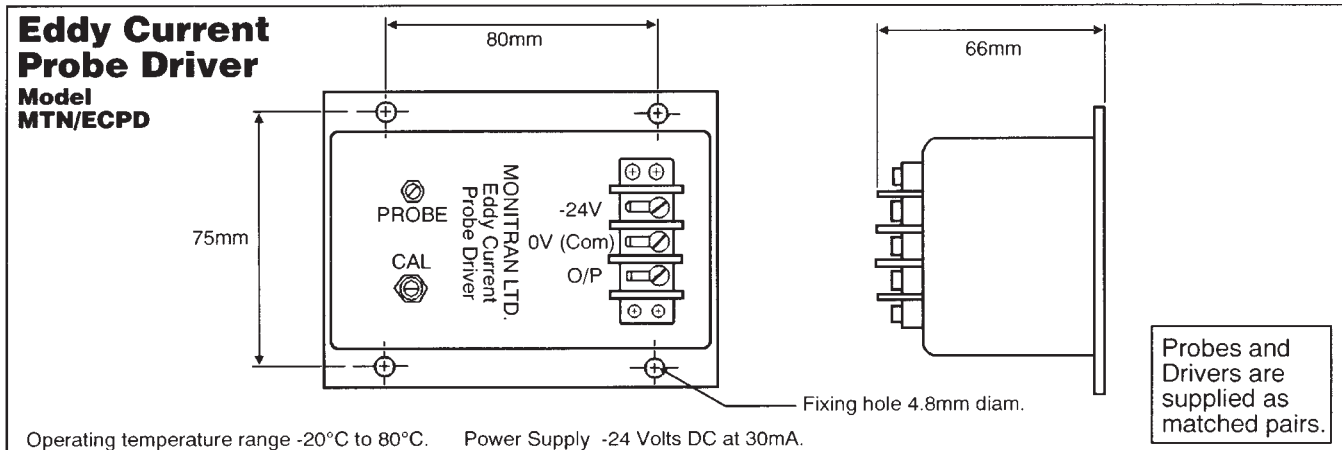 Eddy Current
Probe Driver
Model
MTN/ECPD
80mm
66mm
75mm
PROBE
CAL
MONITRAN LTD.
Eddy Current
Probe Driver
-24V
0V (Com)
O/P
Fixing hole 4.8mm diam.
Probes and
Drivers are
supplied as
matched pairs.
Operating temperature range -20°C to 80°C. Power Supply -24 Volts DC at 30mA.